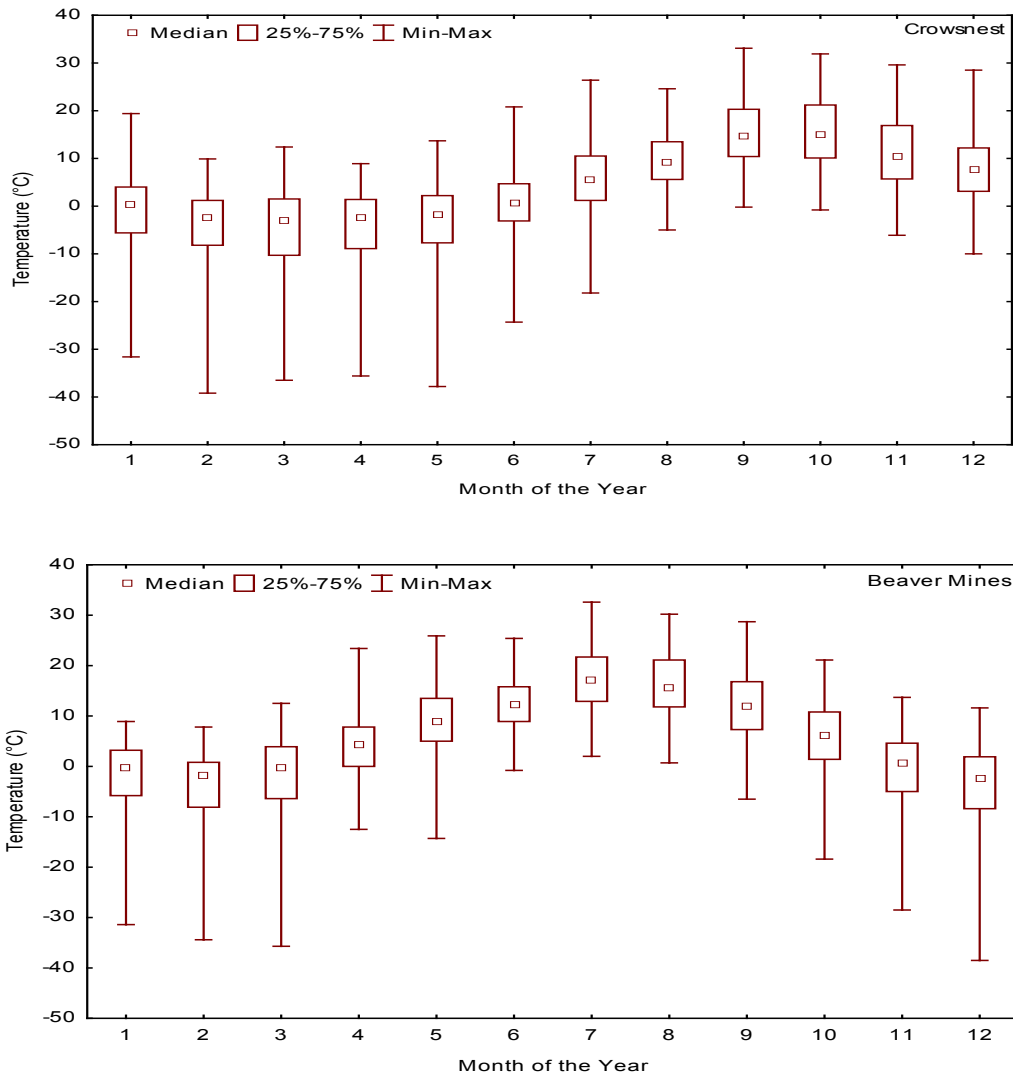 40
Median 25%-75% Min-Max Crowsnest
30
20
10
0
-10
-20
-30
-40
-50
Temperature (°C)
1 2 3 4 5 6 7 8 9 10 11 12
Month of the Year
40
Median 25%-75% Min-Max Beaver Mines
30
20
10
0
-10
-20
-30
-40
-50
Temperature (°C)
1 2 3 4 5 6 7 8 9 10 11 12
Month of the Year